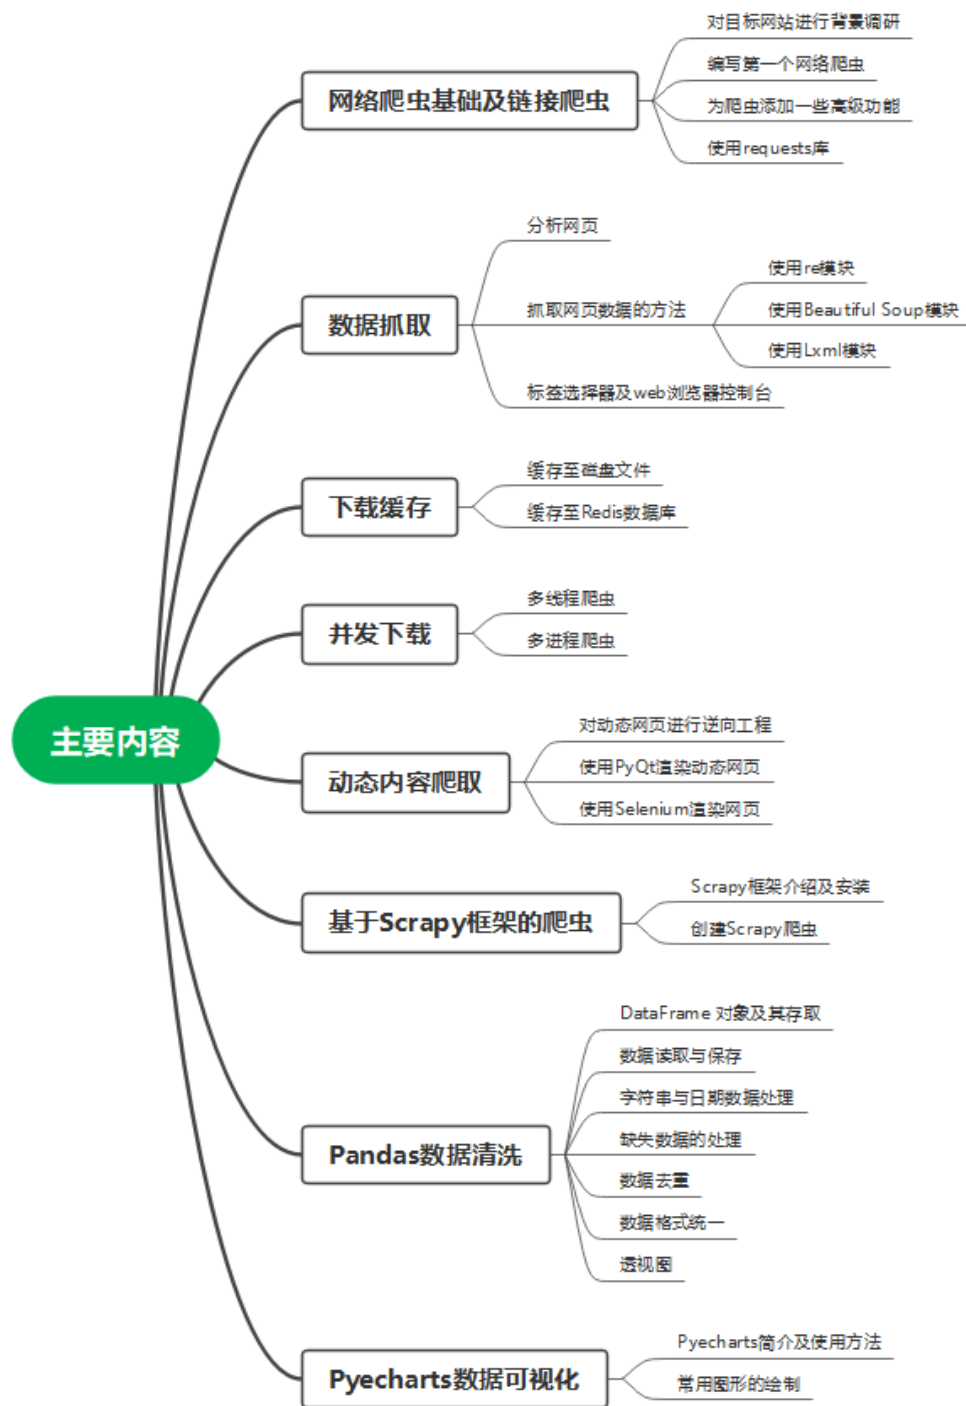 主要内容
网络爬虫基础及链接爬虫
对目标网站进行背景调研
编写第一个网络爬虫
为爬虫添加一些高级功能
使用requests库
数据抓取
分析网页
抓取网页数据的方法
使用re模块
使用Beautiful Soup模块
使用Lxml模块
标签选择器及web浏览器控制台
下载缓存
缓存至磁盘文件
缓存至Redis数据库
并发下载
多线程爬虫
多进程爬虫
动态内容爬取
对动态网页进行逆向工程
使用PyQt渲染动态网页
使用Selenium渲染网页
基于Scrapy框架的爬虫
Scrapy框架介绍及安装
创建Scrapy爬虫
Pandas数据清洗
DataFrame 对象及其存取
数据读取与保存
字符串与日期数据处理
缺失数据的处理
数据去重
数据格式统一
透视图
Pyecharts数据可视化
Pyecharts简介及使用方法
常用图形的绘制